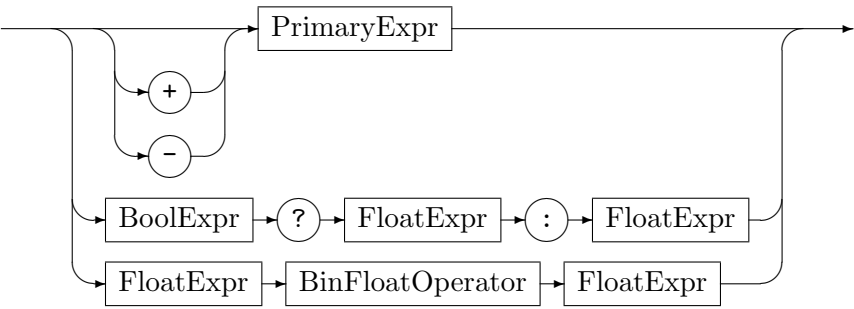 PrimaryExpr
+
-
BoolExpr ? FloatExpr : FloatExpr
FloatExpr BinFloatOperator FloatExpr